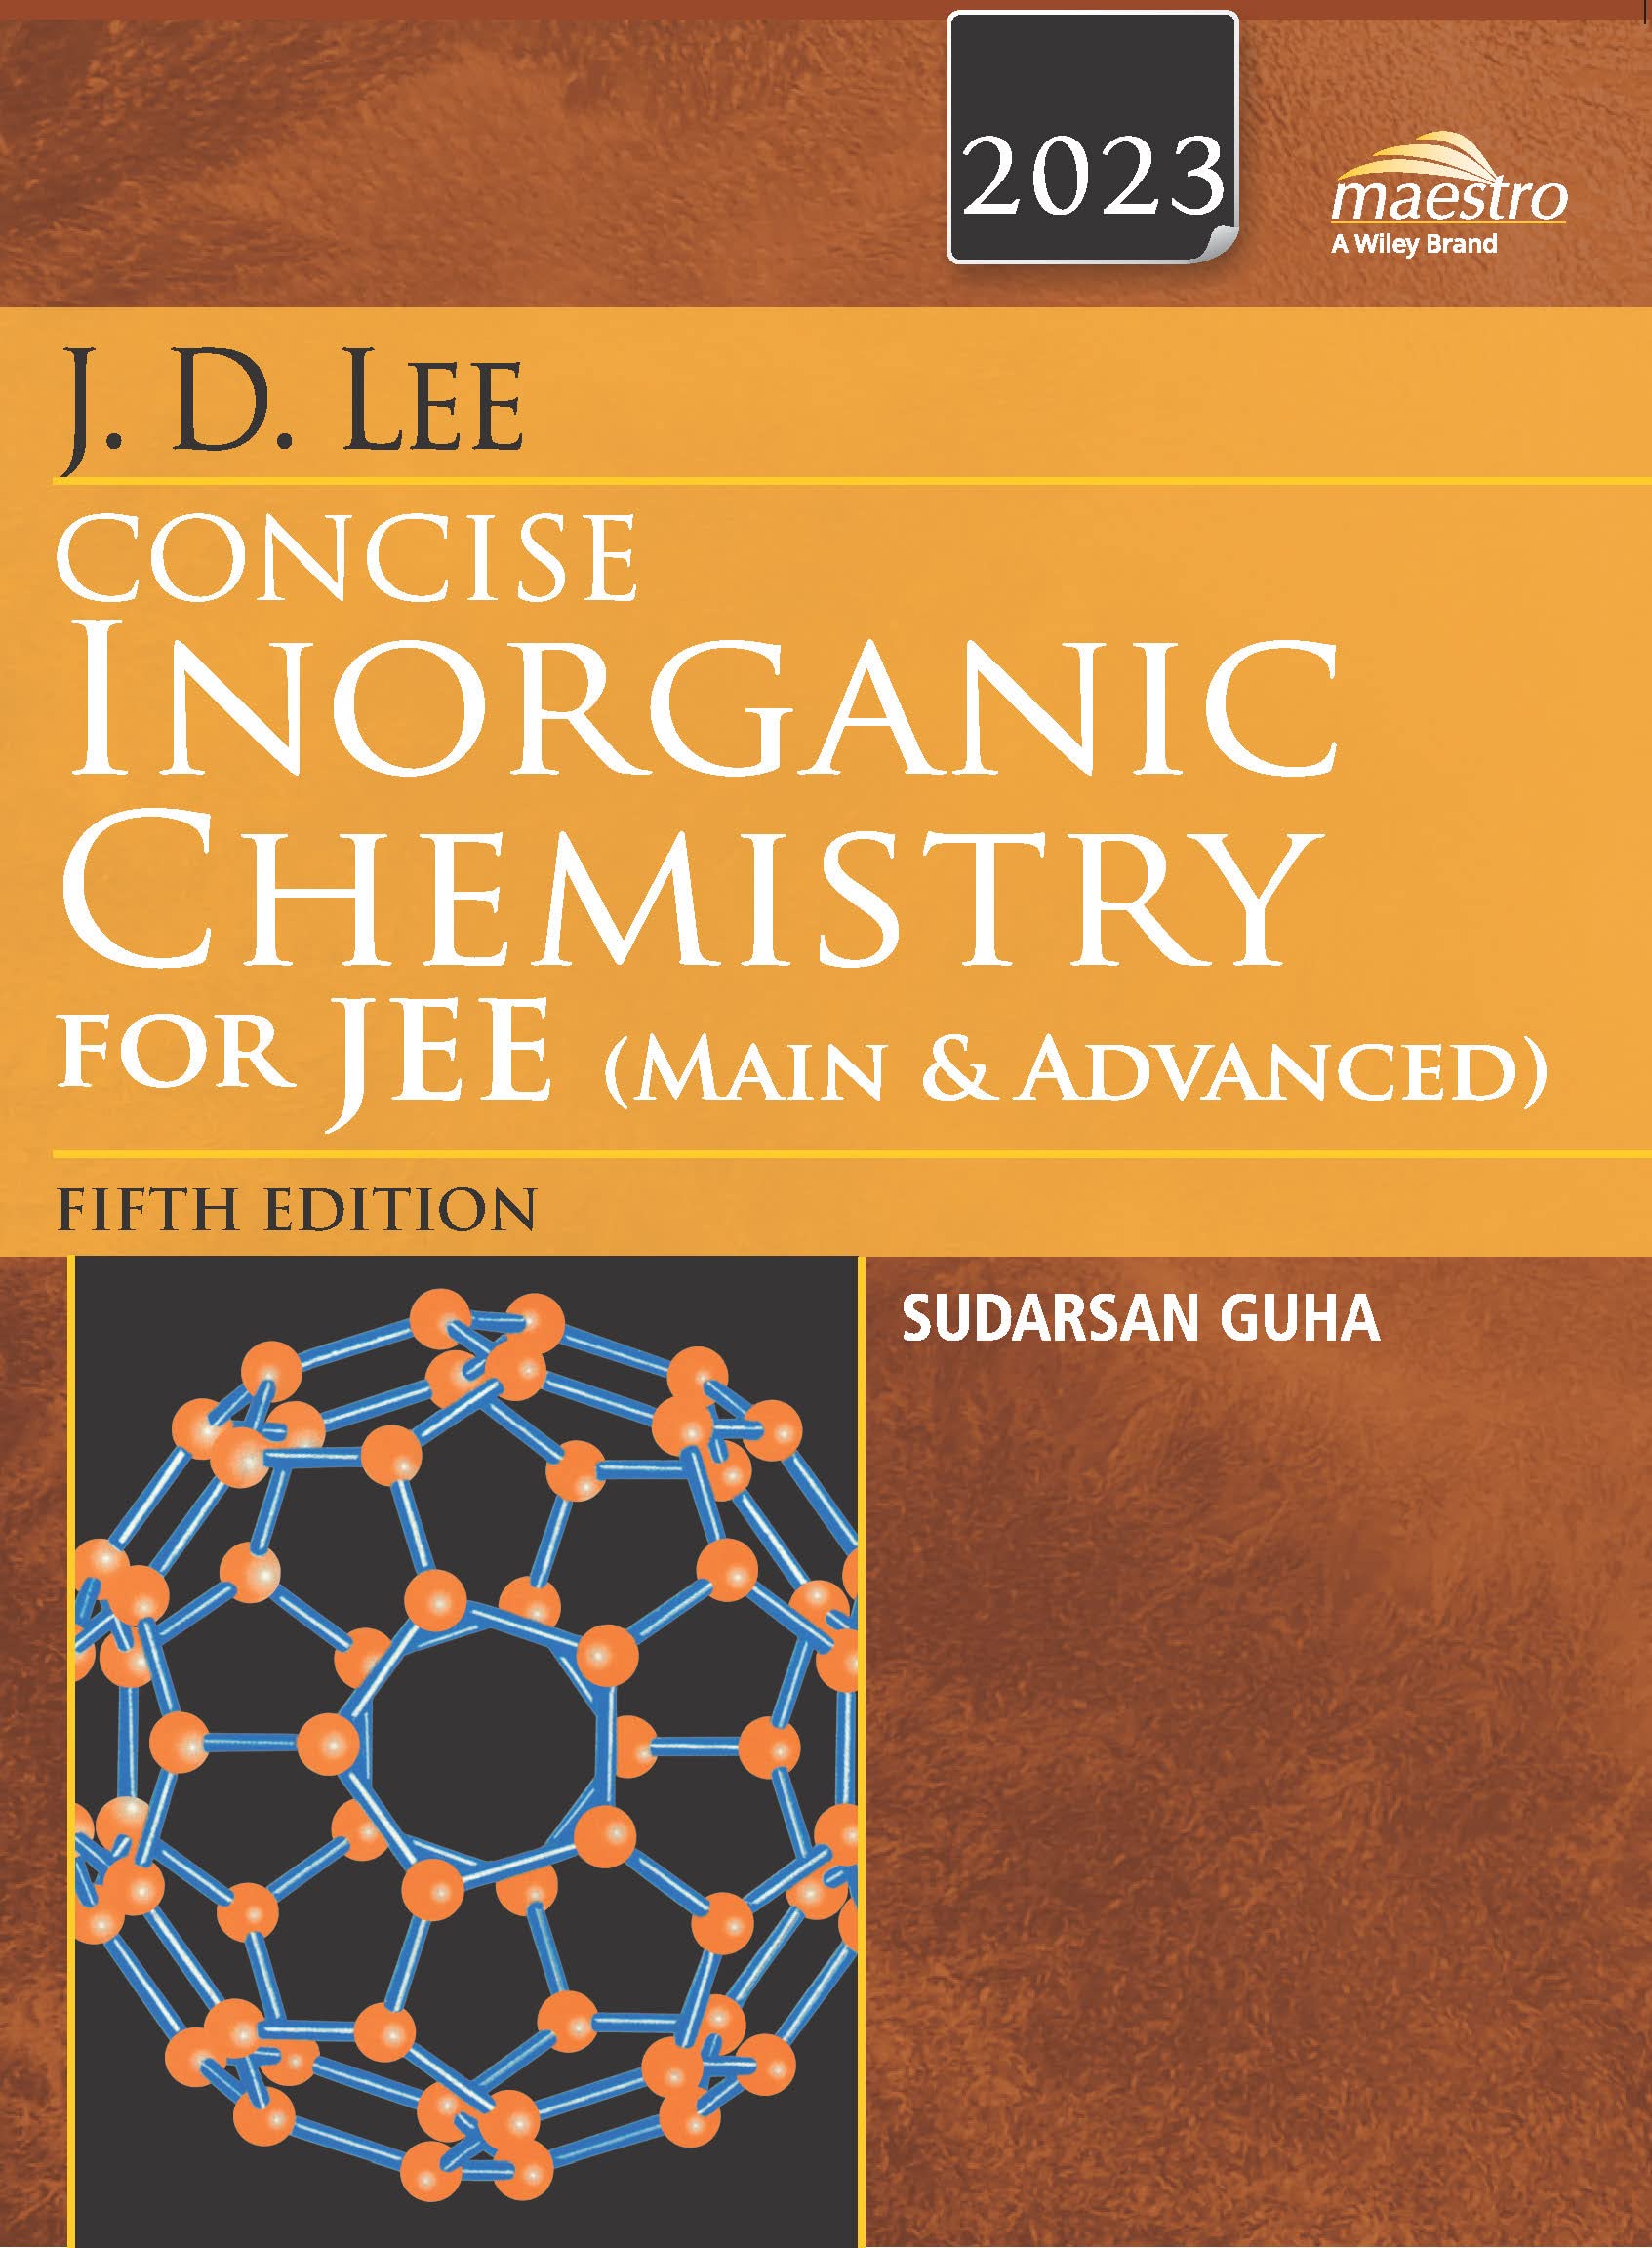 2023
maestro
A Wiley Brand
J. D. LEE
CONCISE
INORGANIC
CHEMISTRY
FOR JEE (MAIN & ADVANCED)
FIFTH EDITION
SUDARSAN GUHA